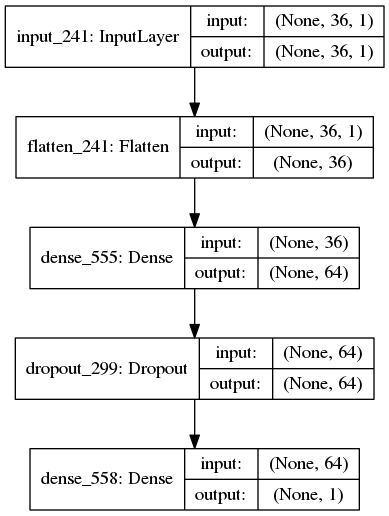 input_241: InputLayer
input: (None, 36, 1)
output: (None, 36, 1)
flatten_241: Flatten
input: (None, 36, 1)
output: (None, 36)
dense_555: Dense
input: (None, 36)
output: (None, 64)
dropout_299: Dropout
input: (None, 64)
output: (None, 64)
dense_558: Dense
input: (None, 64)
output: (None, 1)